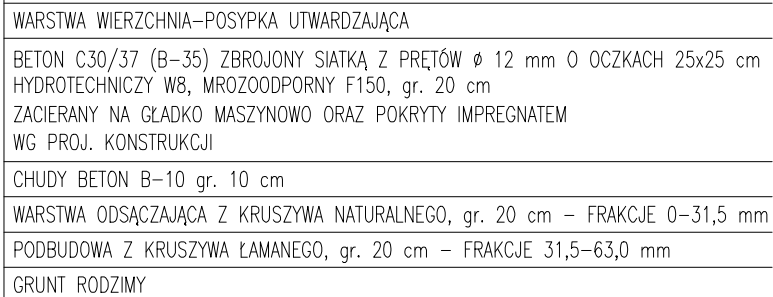 WARSTWA WIERZCHNIA-POSYPKA UTWARDZAJĄCA
BETON C30/37 (B-35) ZBROJONY SIATKĄ Z PRĘTÓW ø 12 mm O OCZKACH 25x25 cm
HYDROTECHNICZY W8, MROZOODPORNY F150, gr. 20 cm
ZACIERANY NA GŁADKO MASZYNOWO ORAZ POKRYTY IMPREGNATEM
WG PROJ. KONSTRUKCJI
CHUDY BETON B-10 gr. 10 cm
WARSTWA ODSĄCZAJĄCA Z KRUSZYWA NATURALNEGO, gr. 20 cm - FRAKCJE 0-31,5 mm
PODBUDOWA Z KRUSZYWA ŁAMANEGO, gr. 20 cm - FRAKCJE 31,5-63,0 mm
GRUNT RODZIMY